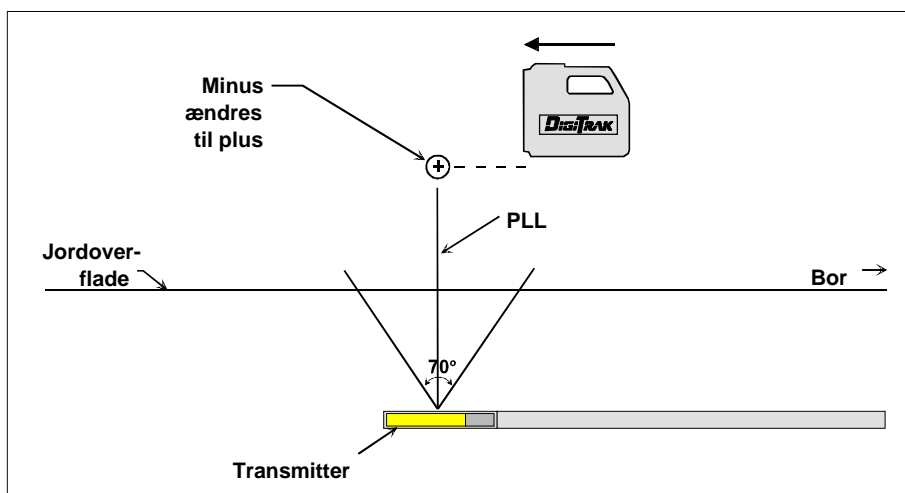 Minus
ændres
til plus
DIGITRAK
PLL
Jordover-
flade
Bor
70°
Transmitter